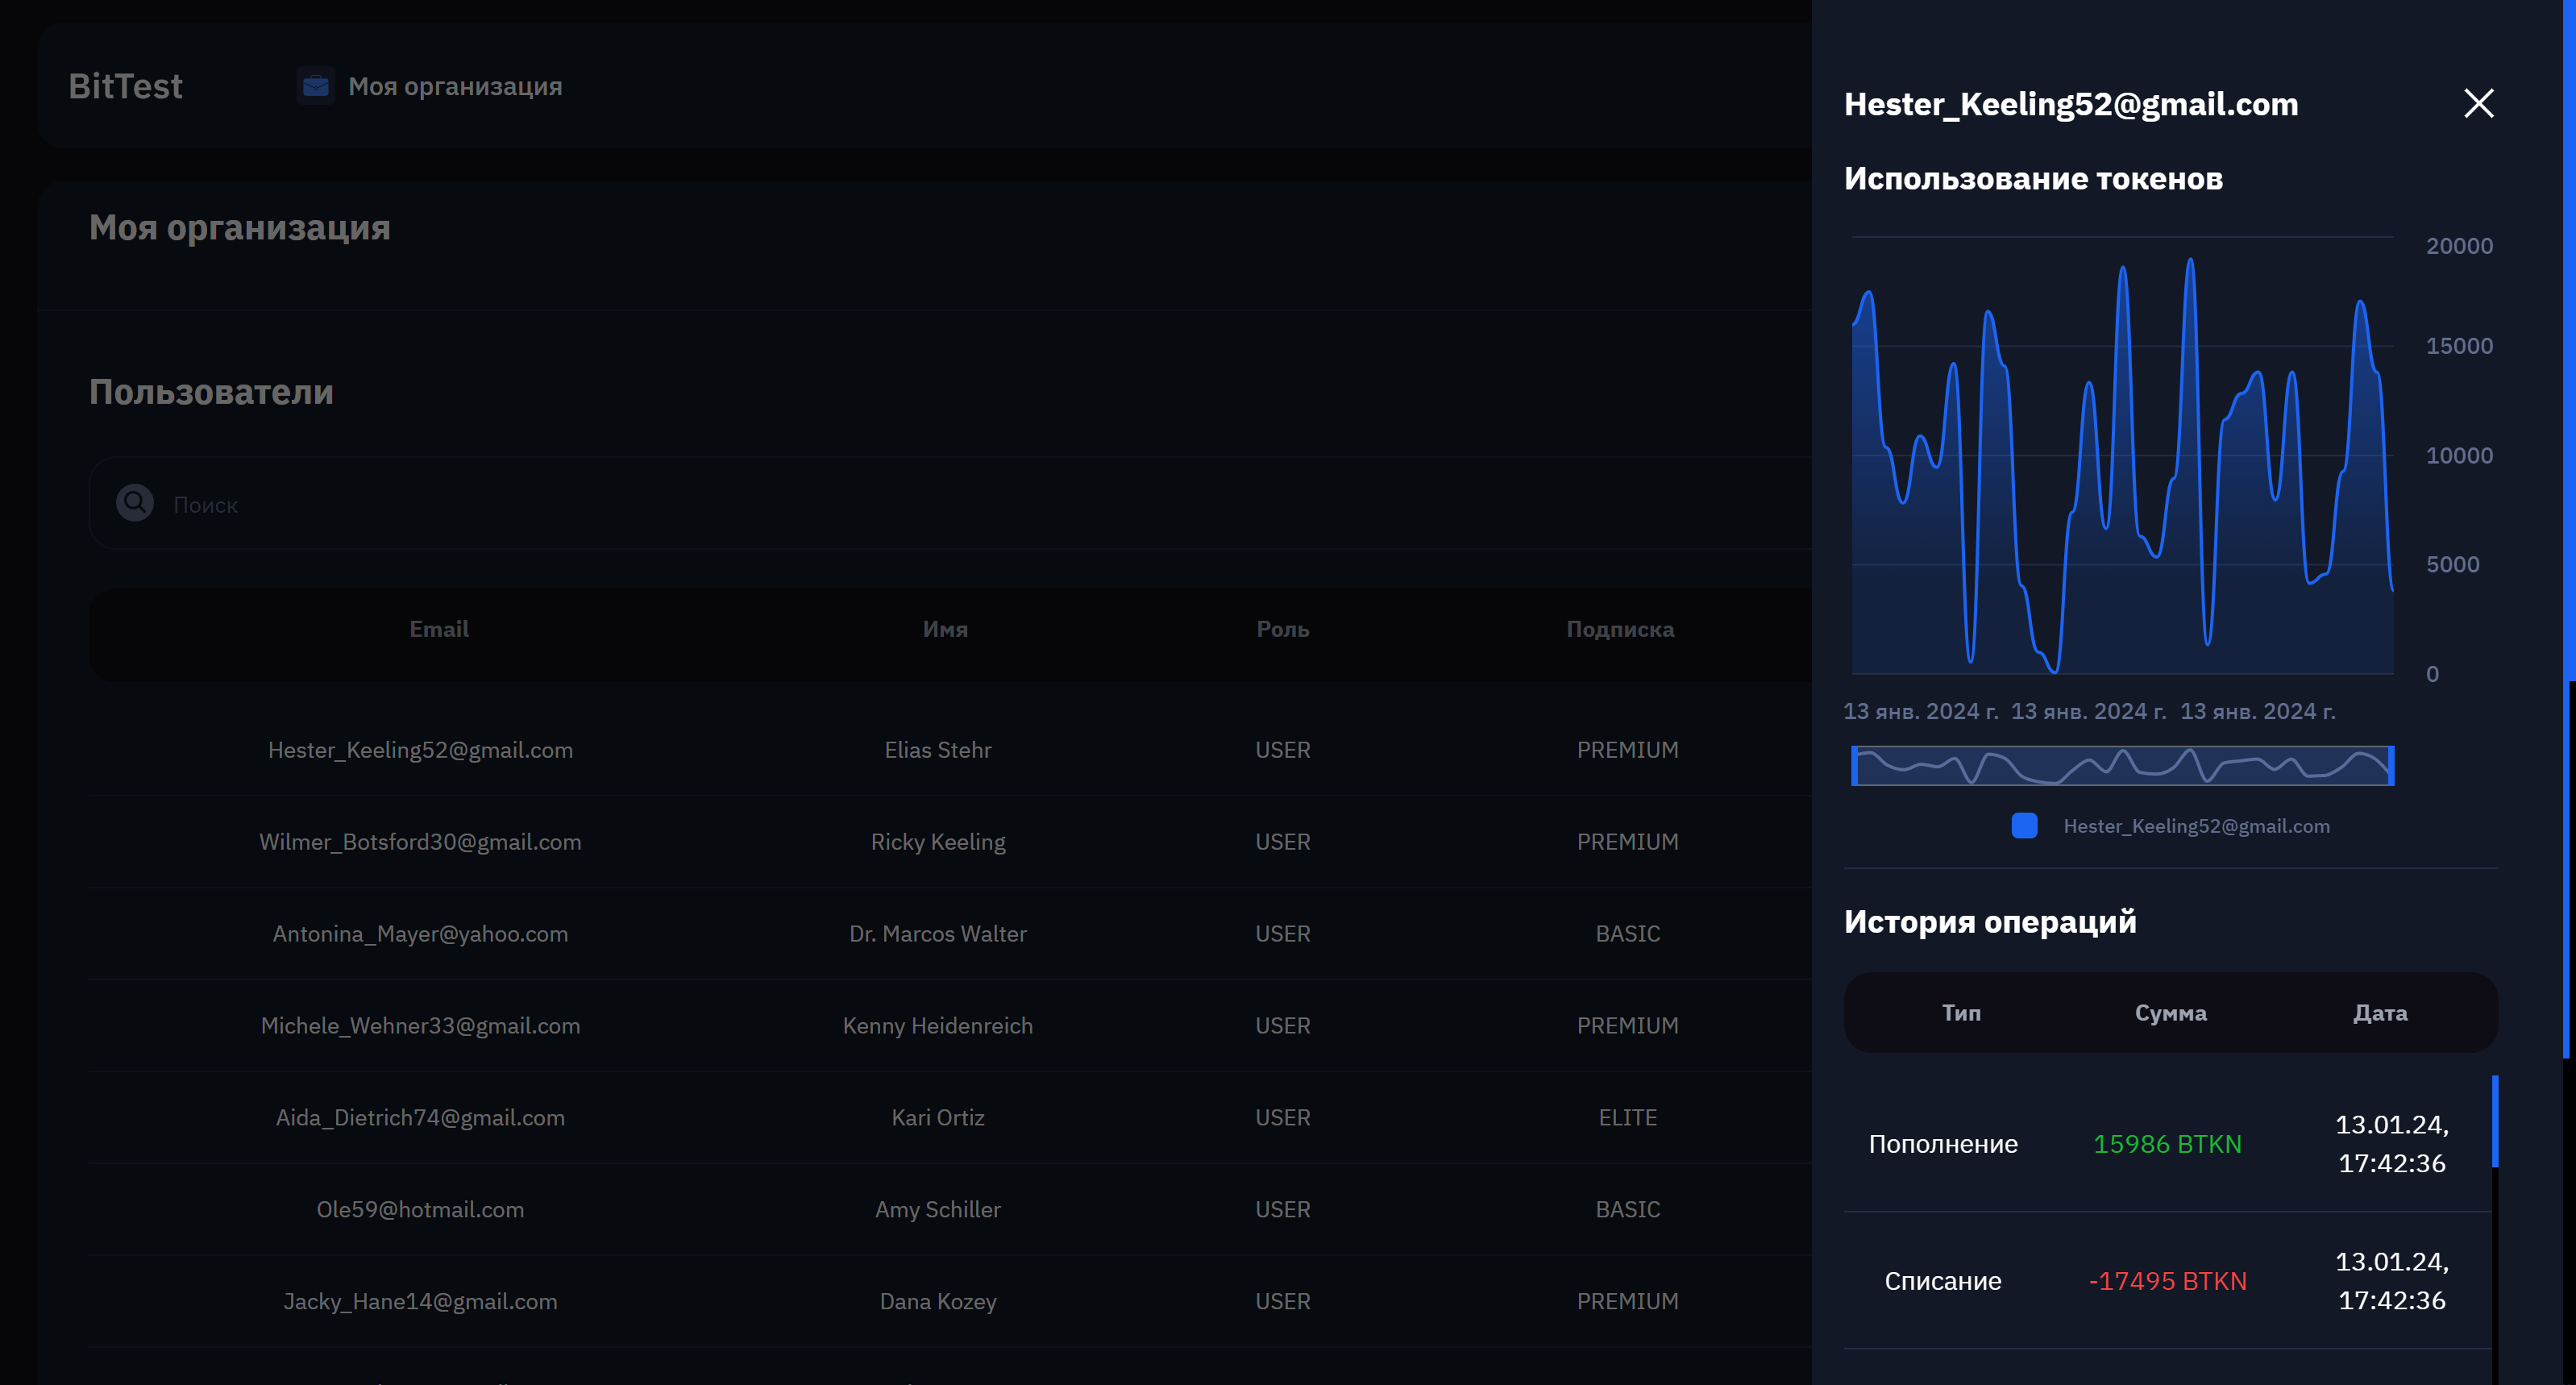 BitTest
Моя организация
Моя организация
Пользователи
Поиск
Email Имя Роль Подписка
Hester_Keeling52@gmail.com Elias Stehr USER PREMIUM
Wilmer_Botsford30@gmail.com Ricky Keeling USER PREMIUM
Antonina_Mayer@yahoo.com Dr. Marcos Walter USER BASIC
Michele_Wehner33@gmail.com Kenny Heidenreich USER PREMIUM
Aida_Dietrich74@gmail.com Kari Ortiz USER ELITE
Ole59@hotmail.com Amy Schiller USER BASIC
Jacky_Hane14@gmail.com Dana Kozey USER PREMIUM
Hester_Keeling52@gmail.com
Использование токенов
20000
15000
10000
5000
0
13 янв. 2024 г. 13 янв. 2024 г. 13 янв. 2024 г.
Hester_Keeling52@gmail.com
История операций
Тип Сумма Дата
Пополнение 15986 BTKN 13.01.24,
17:42:36
Списание -17495 BTKN 13.01.24,
17:42:36